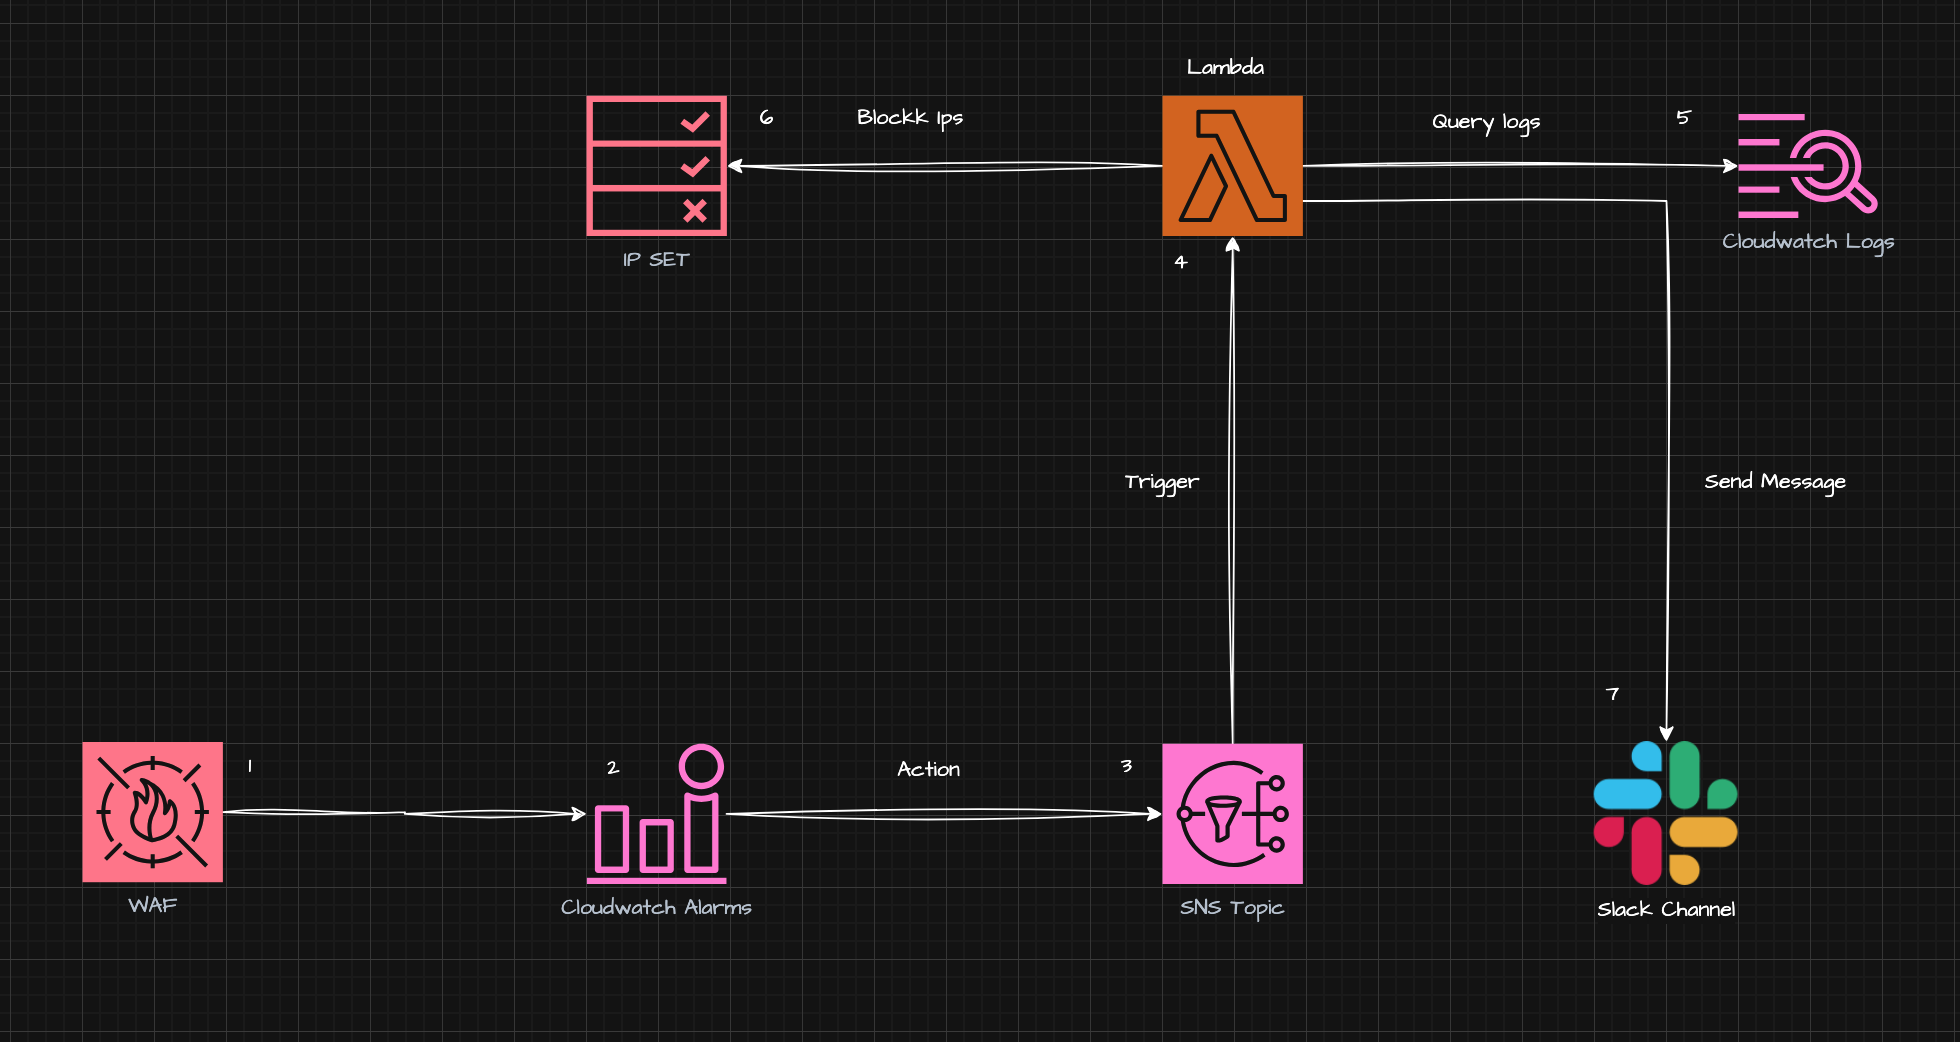 Lambda
6
Blockk Ips
Query logs
5
Cloudwatch Logs
IP SET
4
Trigger
Send Message
7
1
2
Action
3
WAF
Cloudwatch Alarms
SNS Topic
Slack Channel